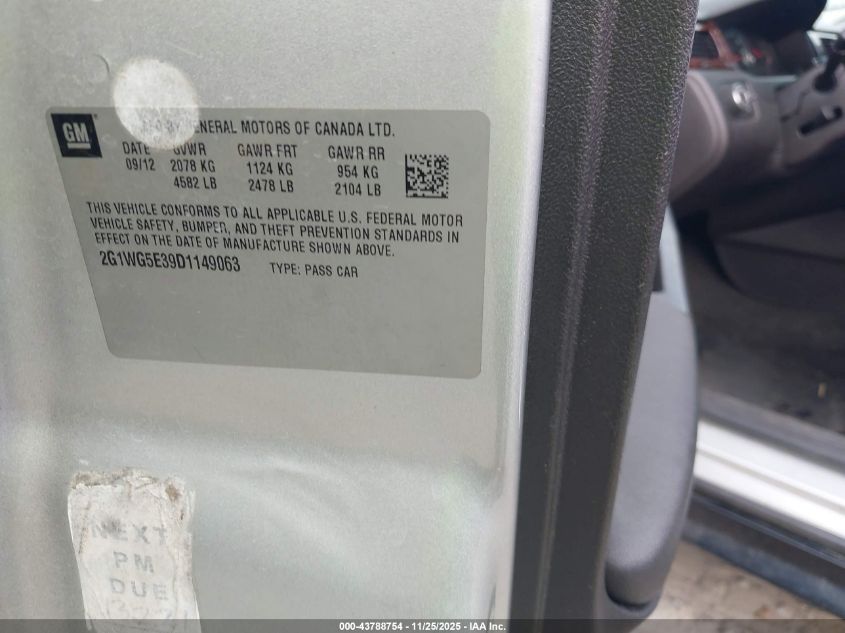 GM
BY GENERAL MOTORS OF CANADA LTD.
DATE GVWR GAWR FRT GAWR RR
09/12 2078 KG 1124 KG 954 KG
4582 LB 2478 LB 2104 LB
THIS VEHICLE CONFORMS TO ALL APPLICABLE U.S. FEDERAL MOTOR
VEHICLE SAFETY, BUMPER, AND THEFT PREVENTION STANDARDS IN
EFFECT ON THE DATE OF MANUFACTURE SHOWN ABOVE.
2G1WG5E39D1149063 TYPE: PASS CAR
NEXT
PM
DUE
000-43788754 — 11/25/2025 — IAA Inc.